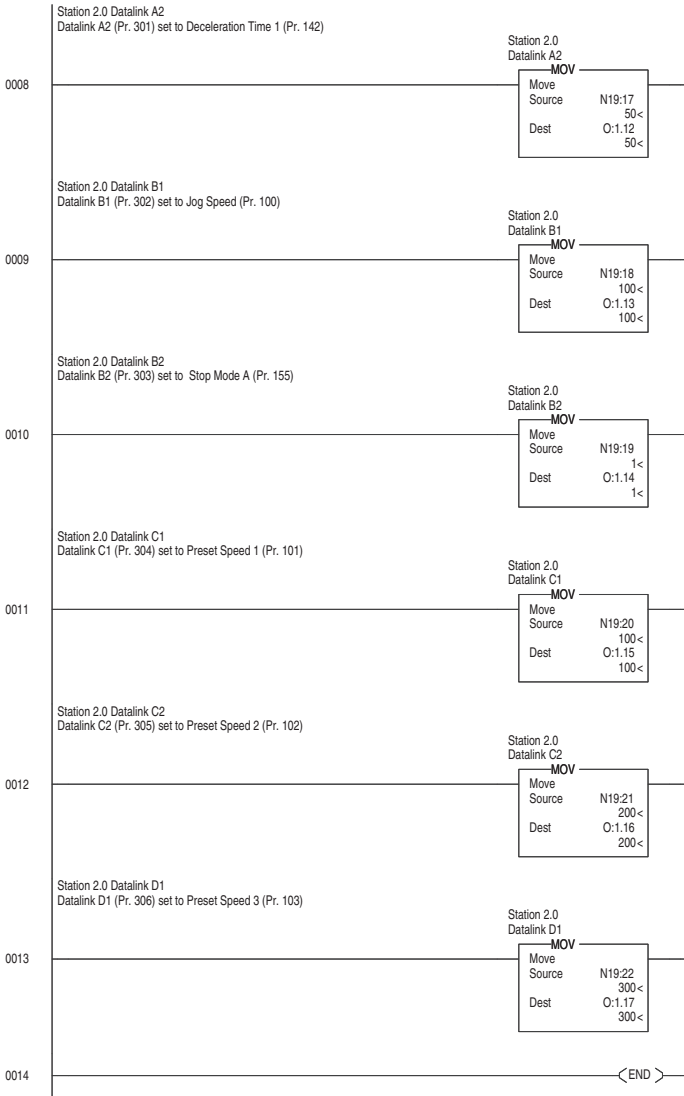 Station 2.0 Datalink A2
Datalink A2 (Pr. 301) set to Deceleration Time 1 (Pr. 142)
Station 2.0
Datalink A2
MOV
0008
Move
Source N19:17
50<
Dest O:1.12
50<
Station 2.0 Datalink B1
Datalink B1 (Pr. 302) set to Jog Speed (Pr. 100)
Station 2.0
Datalink B1
MOV
0009
Move
Source N19:18
100<
Dest O:1.13
100<
Station 2.0 Datalink B2
Datalink B2 (Pr. 303) set to Stop Mode A (Pr. 155)
Station 2.0
Datalink B2
MOV
0010
Move
Source N19:19
1<
Dest O:1.14
1<
Station 2.0 Datalink C1
Datalink C1 (Pr. 304) set to Preset Speed 1 (Pr. 101)
Station 2.0
Datalink C1
MOV
0011
Move
Source N19:20
100<
Dest O:1.15
100<
Station 2.0 Datalink C2
Datalink C2 (Pr. 305) set to Preset Speed 2 (Pr. 102)
Station 2.0
Datalink C2
MOV
0012
Move
Source N19:21
200<
Dest O:1.16
200<
Station 2.0 Datalink D1
Datalink D1 (Pr. 306) set to Preset Speed 3 (Pr. 103)
Station 2.0
Datalink D1
MOV
0013
Move
Source N19:22
300<
Dest O:1.17
300<
0014
END